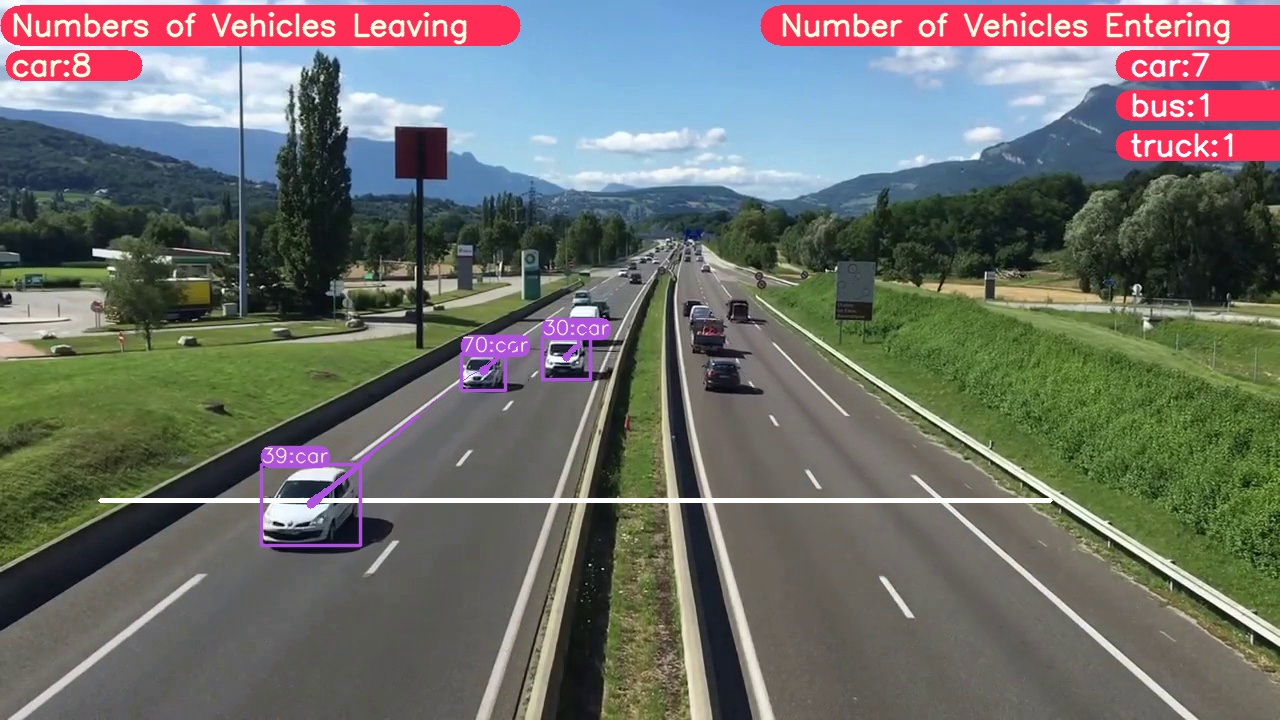 Numbers of Vehicles Leaving
Number of Vehicles Entering
car:8
car:7
bus:1
truck:1
30:car
70:car
39:car